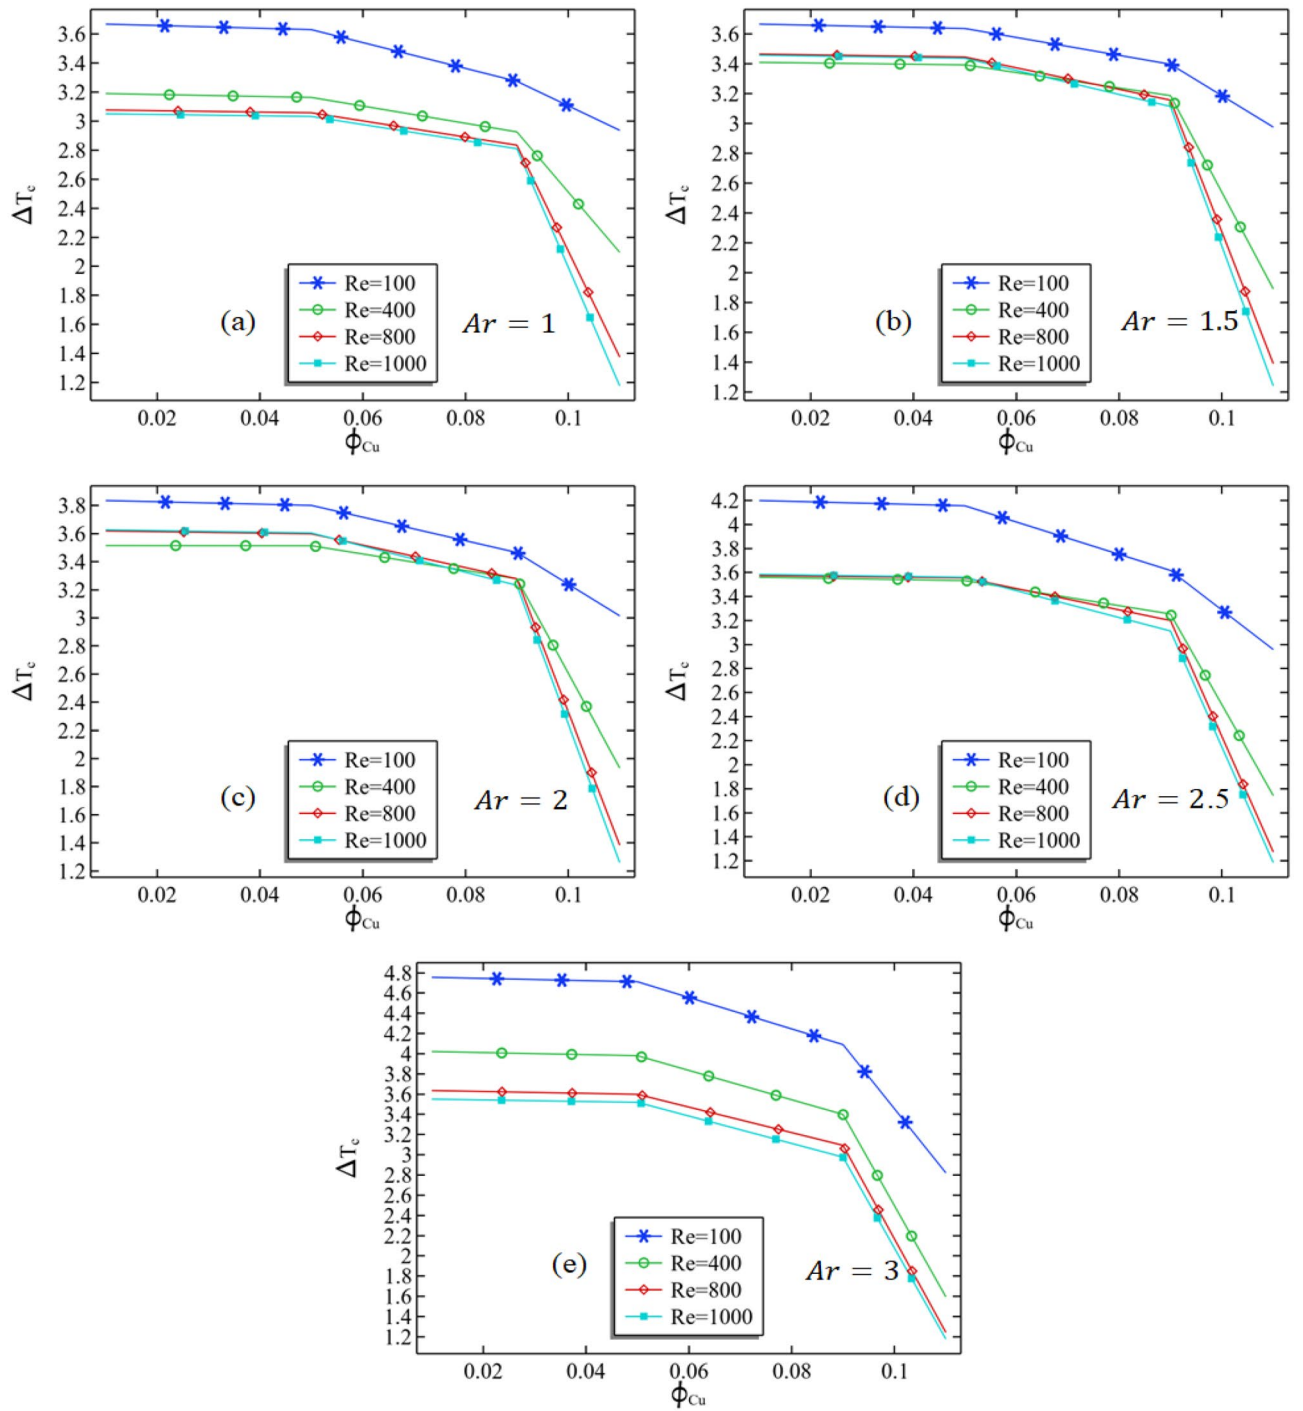 3.6
3.4
3.2
3
2.8
2.6
2.4
2.2
2
1.8
1.6
1.4
1.2
ΔTc
Re=100
Re=400
Re=800
Re=1000
(a)
Ar = 1
0.02 0.04 0.06 0.08 0.1
ϕCu
3.6
3.4
3.2
3
2.8
2.6
2.4
2.2
2
1.8
1.6
1.4
1.2
ΔTc
Re=100
Re=400
Re=800
Re=1000
(b)
Ar = 1.5
0.02 0.04 0.06 0.08 0.1
ϕCu
3.8
3.6
3.4
3.2
3
2.8
2.6
2.4
2.2
2
1.8
1.6
1.4
1.2
ΔTc
Re=100
Re=400
Re=800
Re=1000
(c)
Ar = 2
0.02 0.04 0.06 0.08 0.1
ϕCu
4.2
4
3.8
3.6
3.4
3.2
3
2.8
2.6
2.4
2.2
2
1.8
1.6
1.4
1.2
ΔTc
Re=100
Re=400
Re=800
Re=1000
(d)
Ar = 2.5
0.02 0.04 0.06 0.08 0.1
ϕCu
4.8
4.6
4.4
4.2
4
3.8
3.6
3.4
3.2
3
2.8
2.6
2.4
2.2
2
1.8
1.6
1.4
1.2
ΔTc
Re=100
Re=400
Re=800
Re=1000
(e)
Ar = 3
0.02 0.04 0.06 0.08 0.1
ϕCu